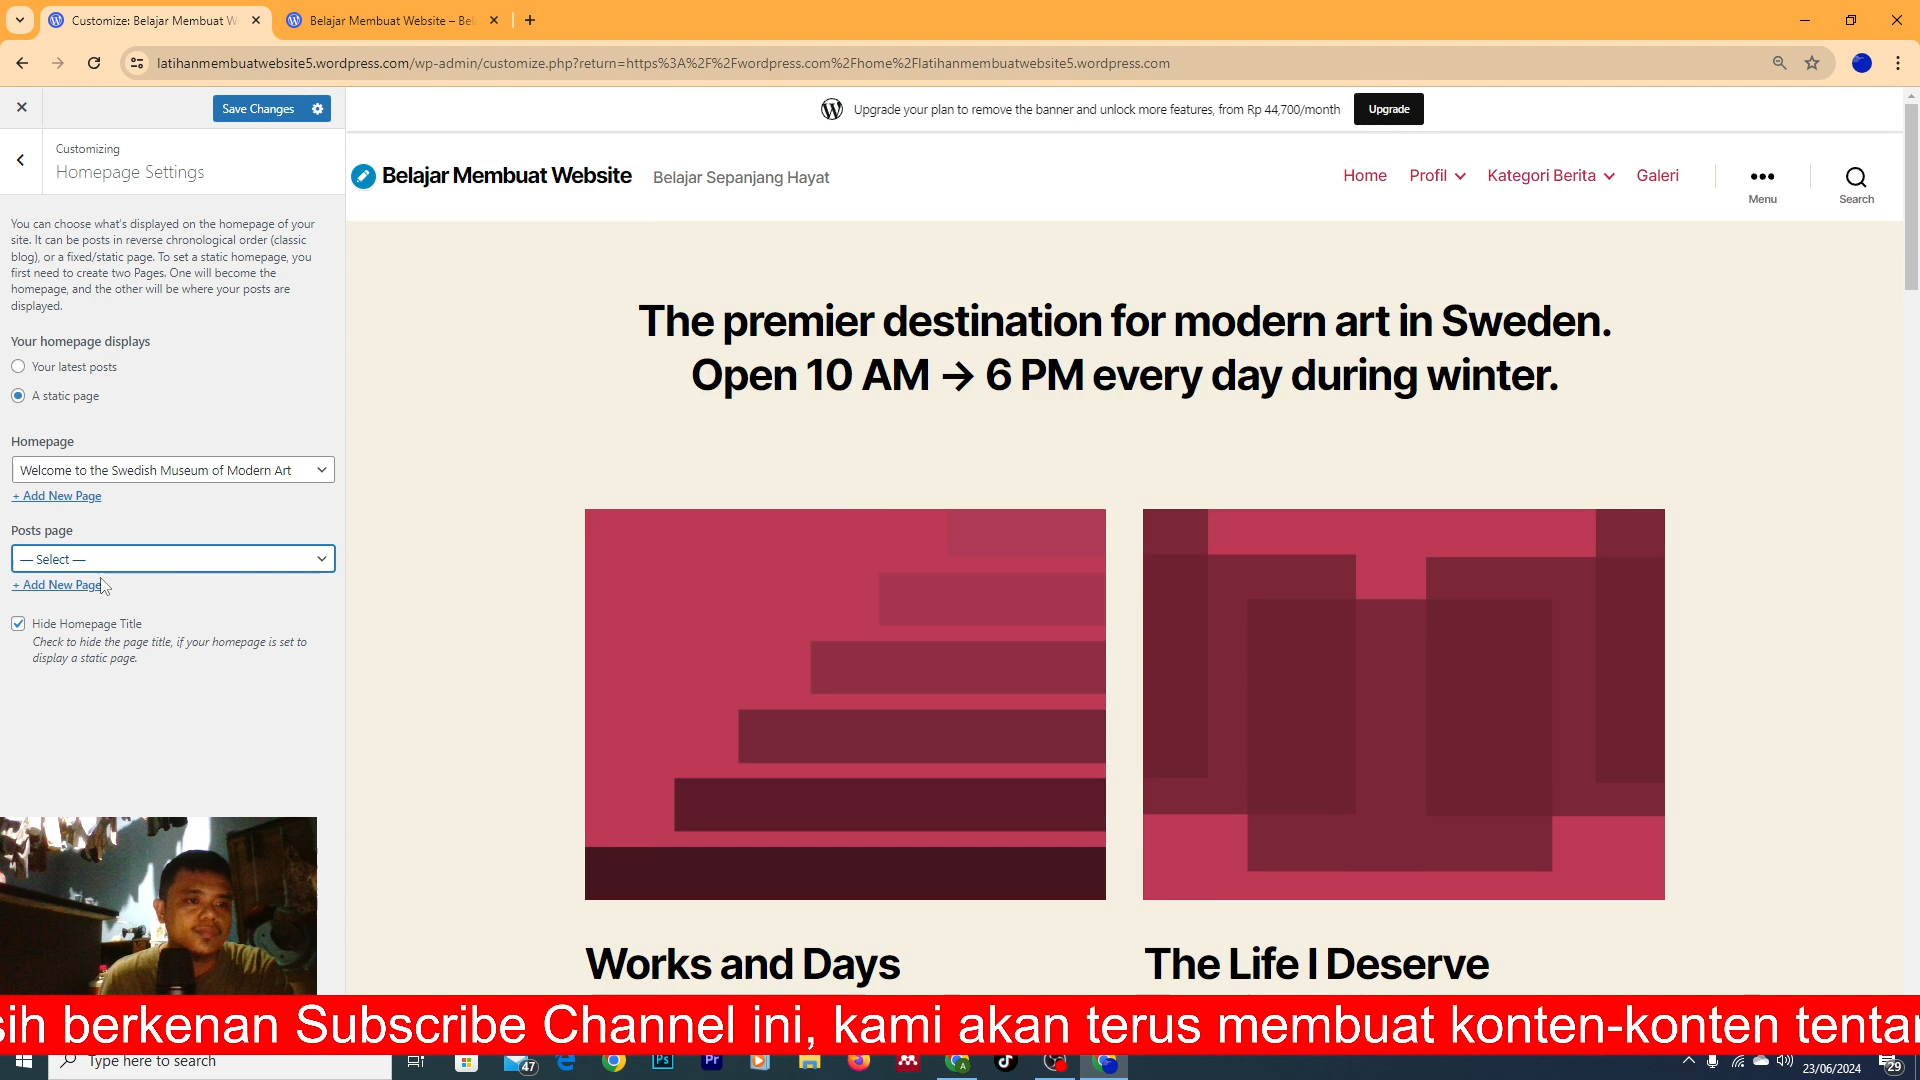 Customize: Belajar Membuat W
Belajar Membuat Website – Bel
latihanmembuatwebsite5.wordpress.com/wp-admin/customize.php?return=https%3A%2F%2Fwordpress.com%2Fhome%2Flatihanmembuatwebsite5.wordpress.com
Save Changes
Upgrade your plan to remove the banner and unlock more features, from Rp 44,700/month
Upgrade
Customizing
Homepage Settings
Belajar Membuat Website
Belajar Sepanjang Hayat
Home
Profil
Kategori Berita
Galeri
Menu
Search
You can choose what's displayed on the homepage of your
site. It can be posts in reverse chronological order (classic
blog), or a fixed/static page. To set a static homepage, you
first need to create two Pages. One will become the
homepage, and the other will be where your posts are
displayed.
Your homepage displays
Your latest posts
A static page
Homepage
Welcome to the Swedish Museum of Modern Art
+ Add New Page
Posts page
— Select —
+ Add New Page
Hide Homepage Title
Check to hide the page title, if your homepage is set to
display a static page.
The premier destination for modern art in Sweden.
Open 10 AM → 6 PM every day during winter.
Works and Days
The Life I Deserve
sih berkenan Subscribe Channel ini, kami akan terus membuat konten-konten tentan
Type here to search
47
Ps
Pr
A
23/06/2024
29